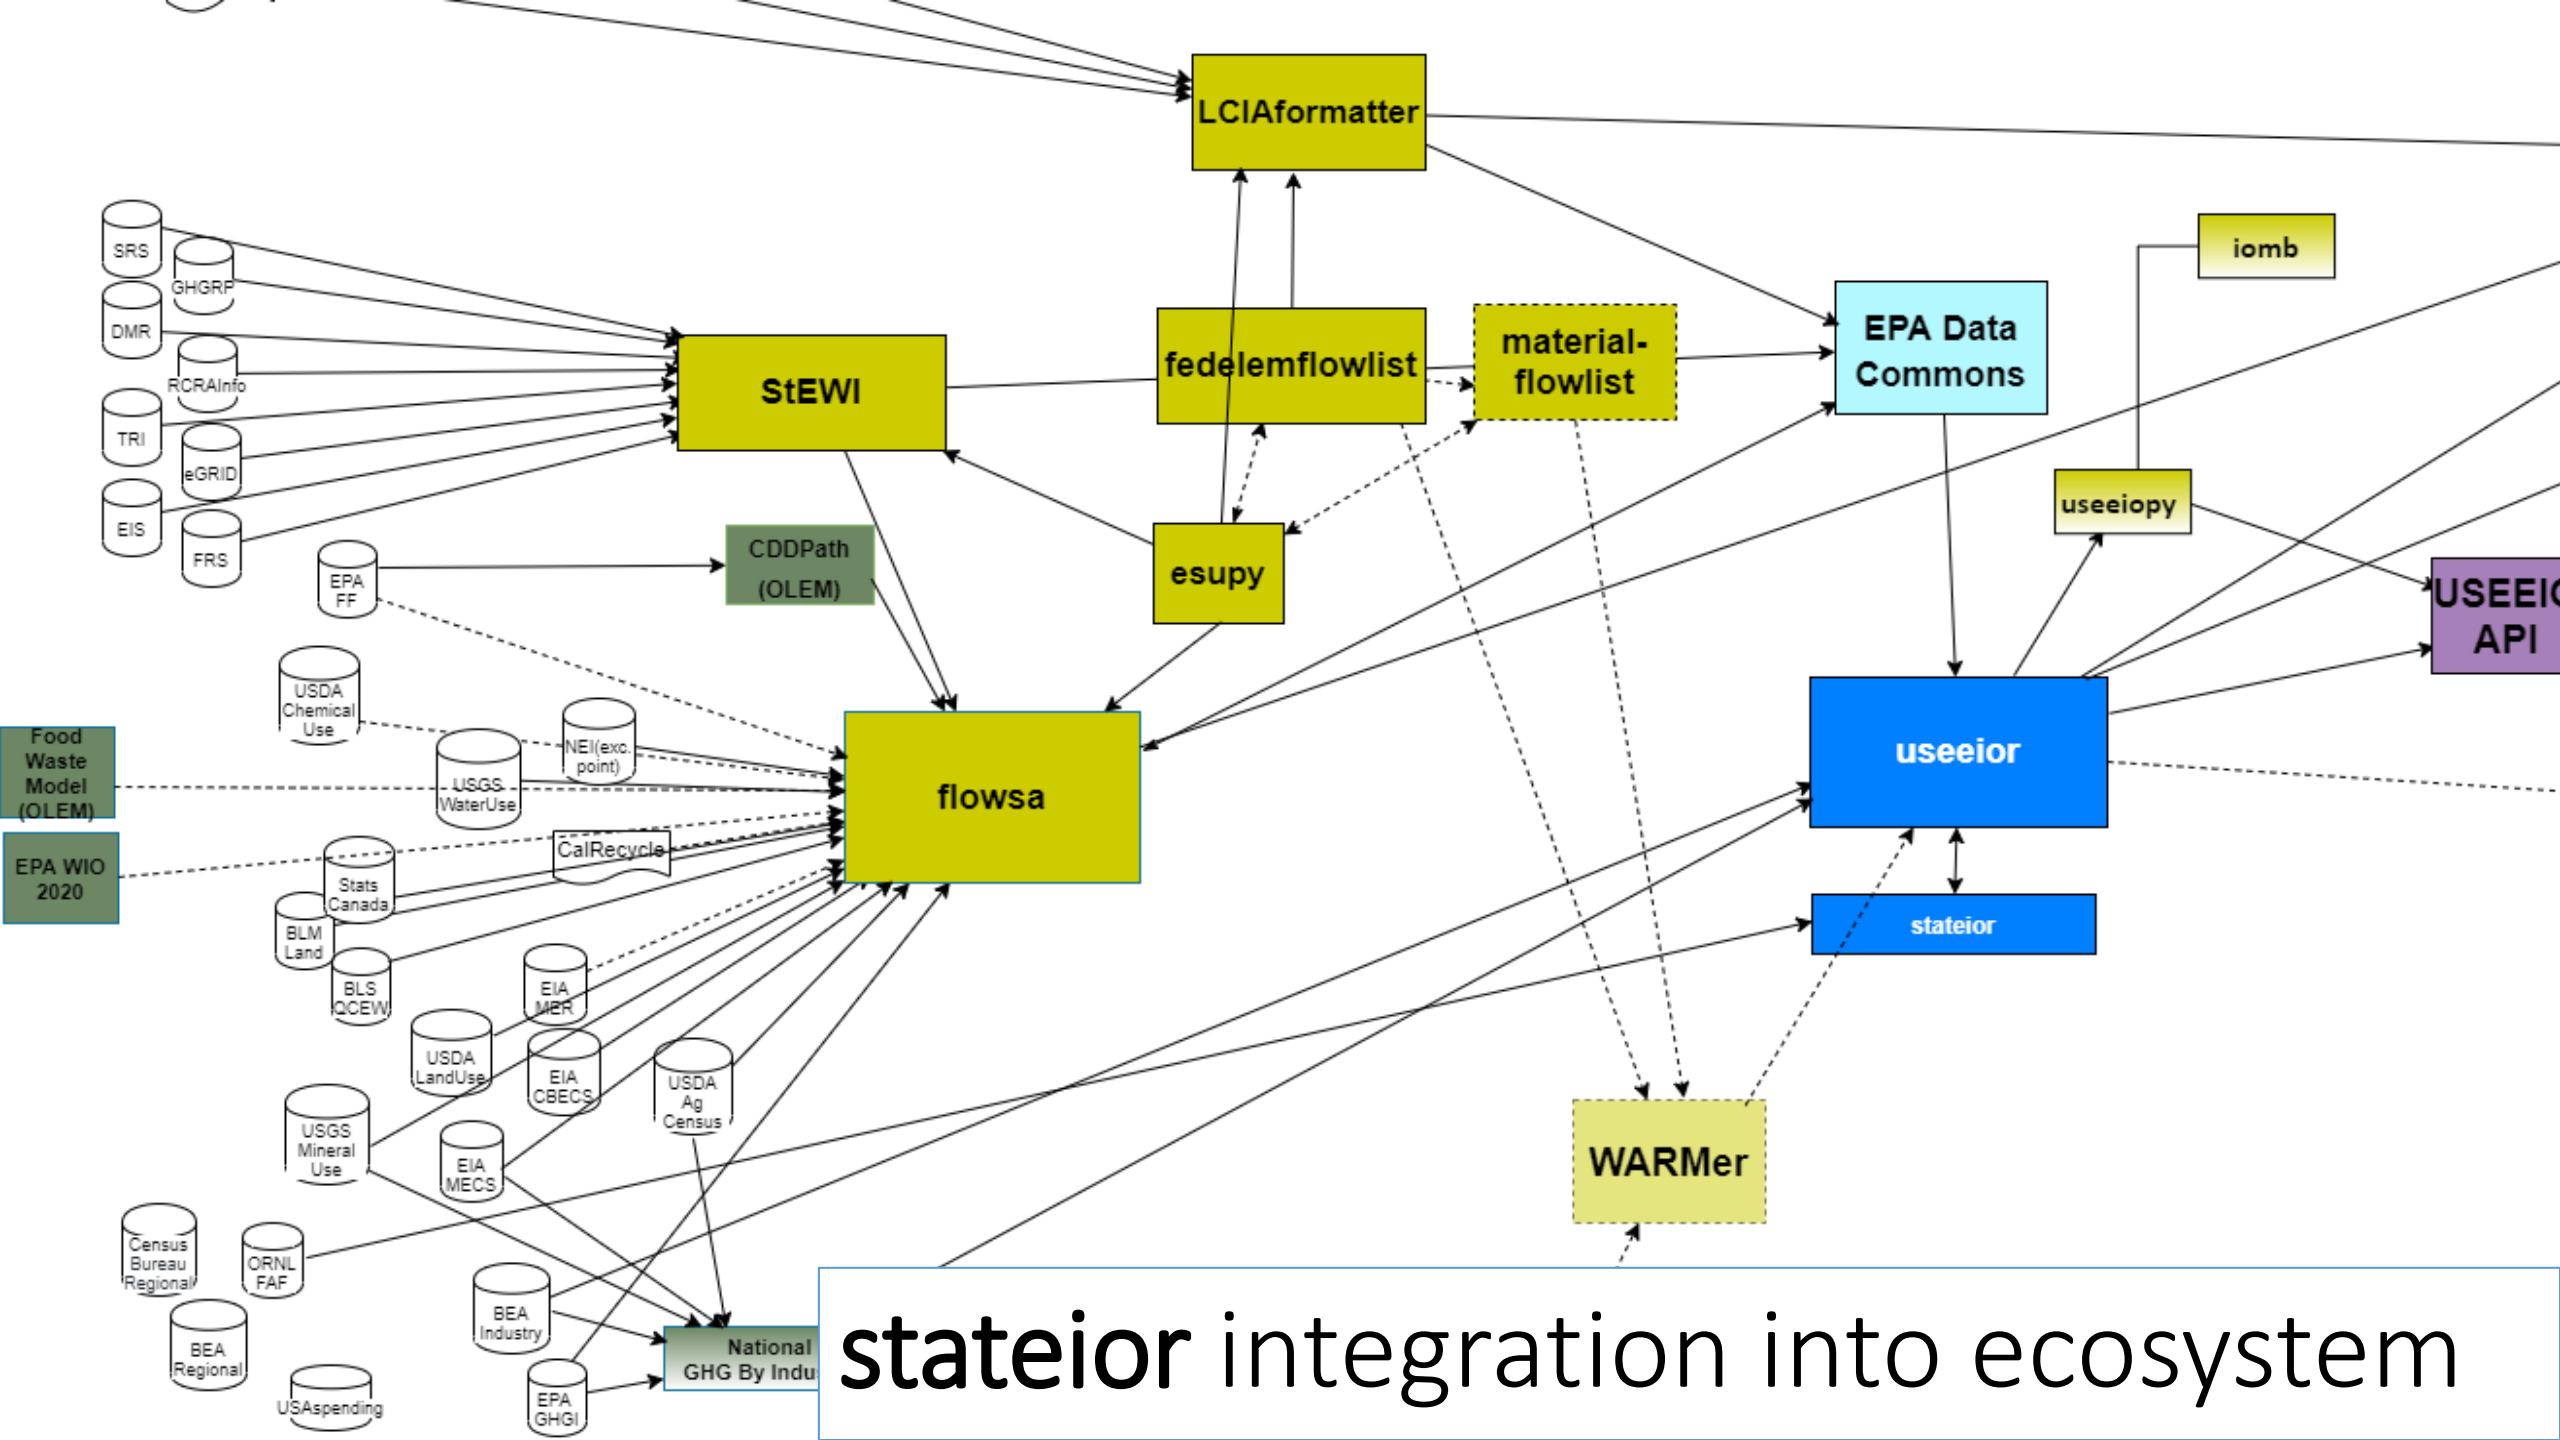 LCIAformatter
SRS
GHGRP
DMR
RCRAInfo
TRI
eGRID
EIS
FRS
StEWI
fedelemflowlist
material-
flowlist
EPA Data
Commons
iomb
useeiopy
EPA
FF
CDDPath
(OLEM)
esupy
USEEIO
API
USDA
Chemical
Use
NEI(exc.
point)
USGS
WaterUse
Food
Waste
Model
(OLEM)
EPA WIO
2020
flowsa
useeior
stateior
CalRecycle
Stats
Canada
BLM
Land
BLS
QCEW
EIA
MER
USDA
LandUse
EIA
CBECS
USDA
Ag
Census
USGS
Mineral
Use
EIA
MECS
WARMer
Census
Bureau
Regional
ORNL
FAF
BEA
Regional
USAspending
BEA
Industry
EPA
GHGI
National
GHG By Indu
stateior integration into ecosystem